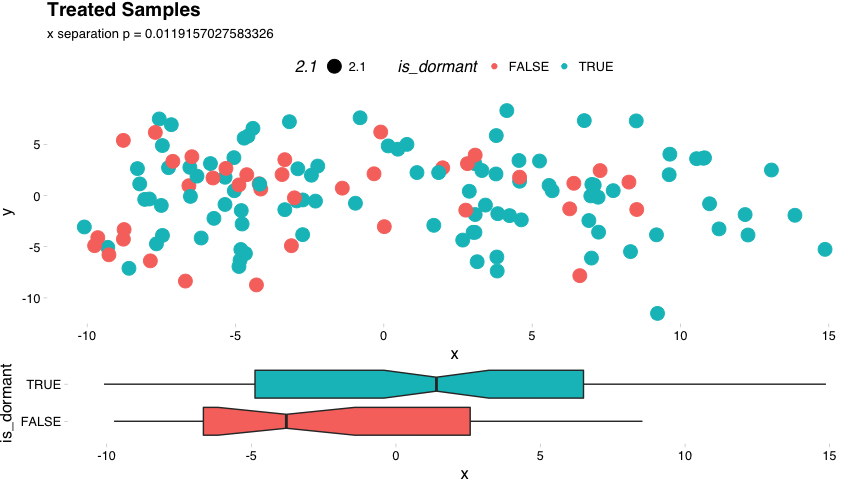 Treated Samples
x separation p = 0.0119157027583326
2.1 2.1 is_dormant FALSE TRUE
5
0
-5
-10
y
-10 -5 0 5 10 15
x
TRUE
FALSE
is_dormant
-10 -5 0 5 10 15
x